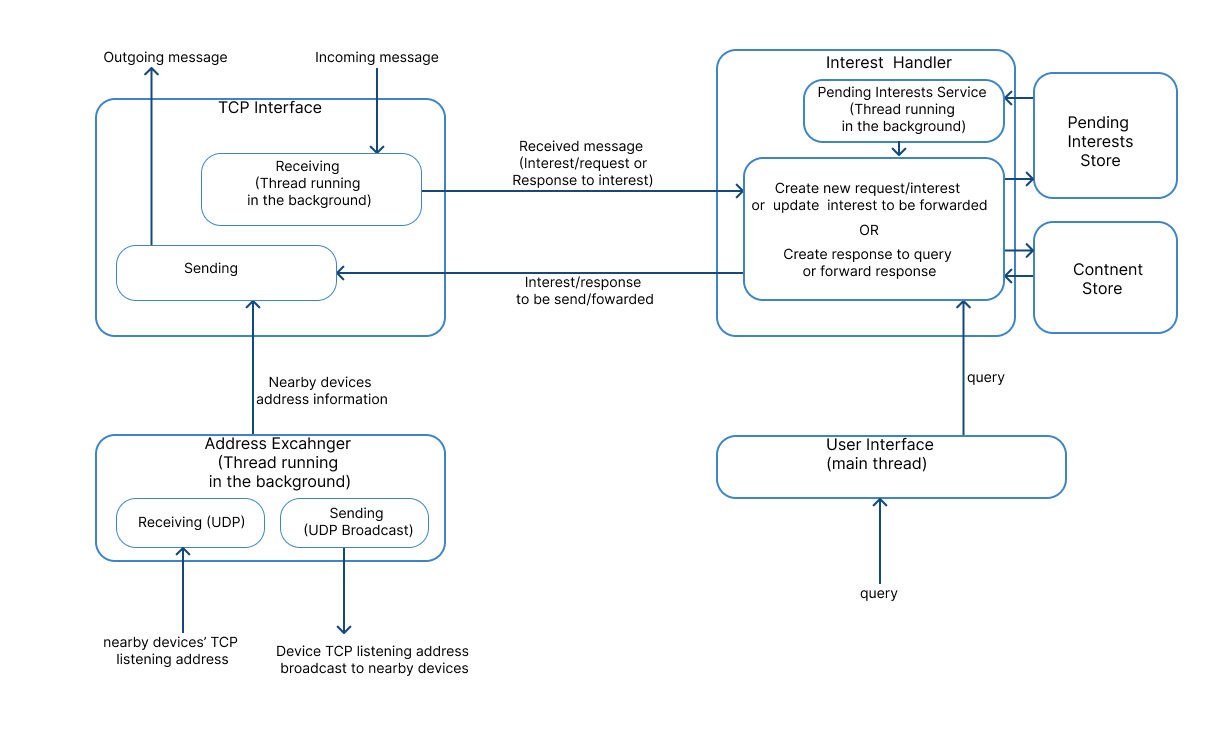 Outgoing message
Incoming message
TCP Interface
Receiving
(Thread running
in the background)
Sending
Received message
(Interest/request or
Response to interest)
Interest/response
to be send/fowarded
Interest Handler
Pending Interests Service
(Thread running
in the background)
Create new request/interest
or update interest to be forwarded
OR
Create response to query
or forward response
Pending
Interests
Store
Contnent
Store
Nearby devices
address information
query
Address Excahnger
(Thread running
in the background)
Receiving (UDP)
Sending
(UDP Broadcast)
User Interface
(main thread)
query
nearby devices’ TCP
listening address
Device TCP listening address
broadcast to nearby devices